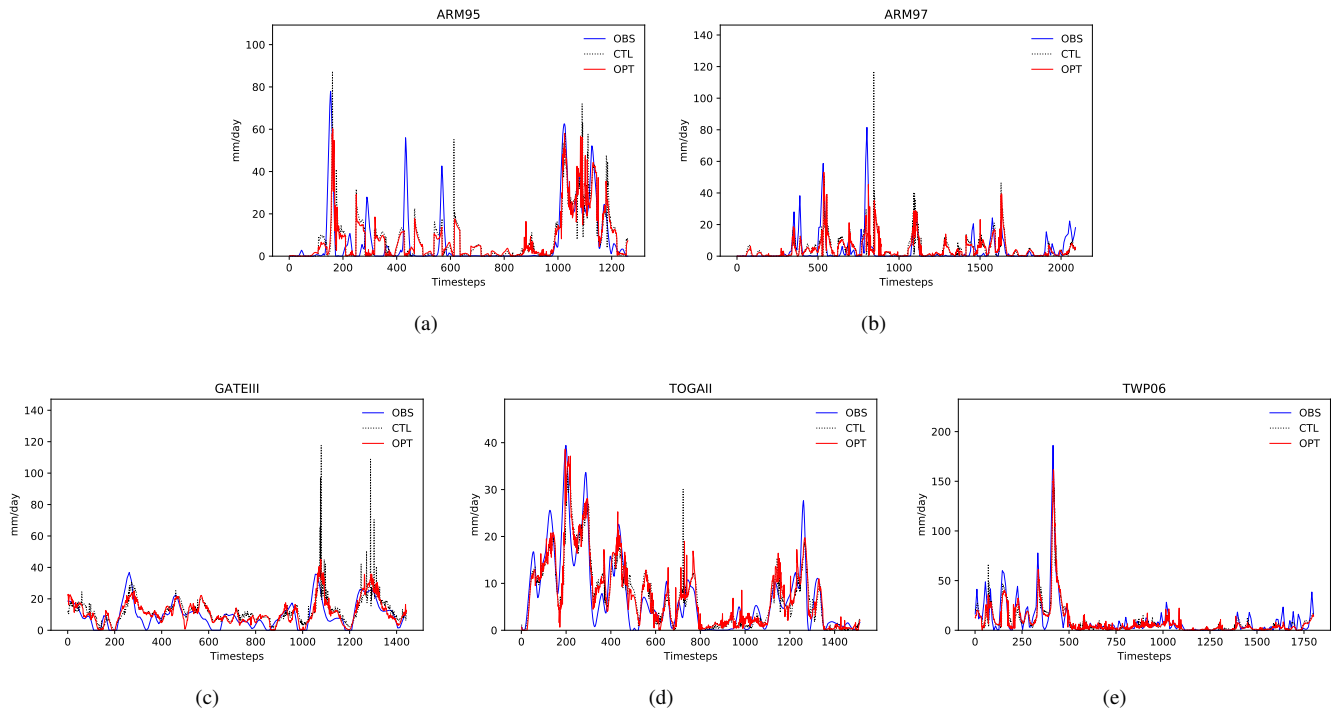 ARM95
mm/day
100
80
60
40
20
0
OBS
CTL
OPT
0 200 400 600 800 1000 1200
Timesteps
(a)
ARM97
mm/day
140
120
100
80
60
40
20
0
OBS
CTL
OPT
0 500 1000 1500 2000
Timesteps
(b)
GATEIII
mm/day
140
120
100
80
60
40
20
0
OBS
CTL
OPT
0 200 400 600 800 1000 1200 1400
Timesteps
(c)
TOGAII
mm/day
40
30
20
10
0
OBS
CTL
OPT
0 200 400 600 800 1000 1200 1400
Timesteps
(d)
TWP06
mm/day
200
150
100
50
0
OBS
CTL
OPT
0 250 500 750 1000 1250 1500 1750
Timesteps
(e)